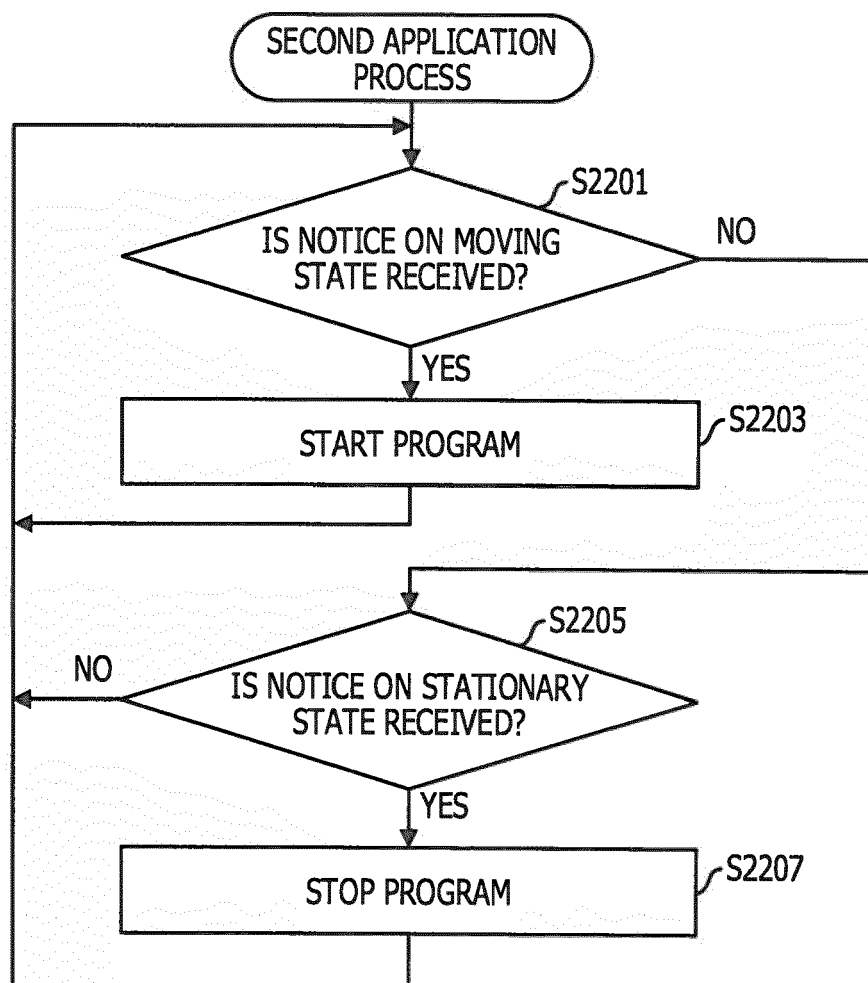 SECOND APPLICATION
PROCESS
S2201
IS NOTICE ON MOVING
STATE RECEIVED?
NO
YES
START PROGRAM
S2203
S2205
NO
IS NOTICE ON STATIONARY
STATE RECEIVED?
YES
STOP PROGRAM
S2207